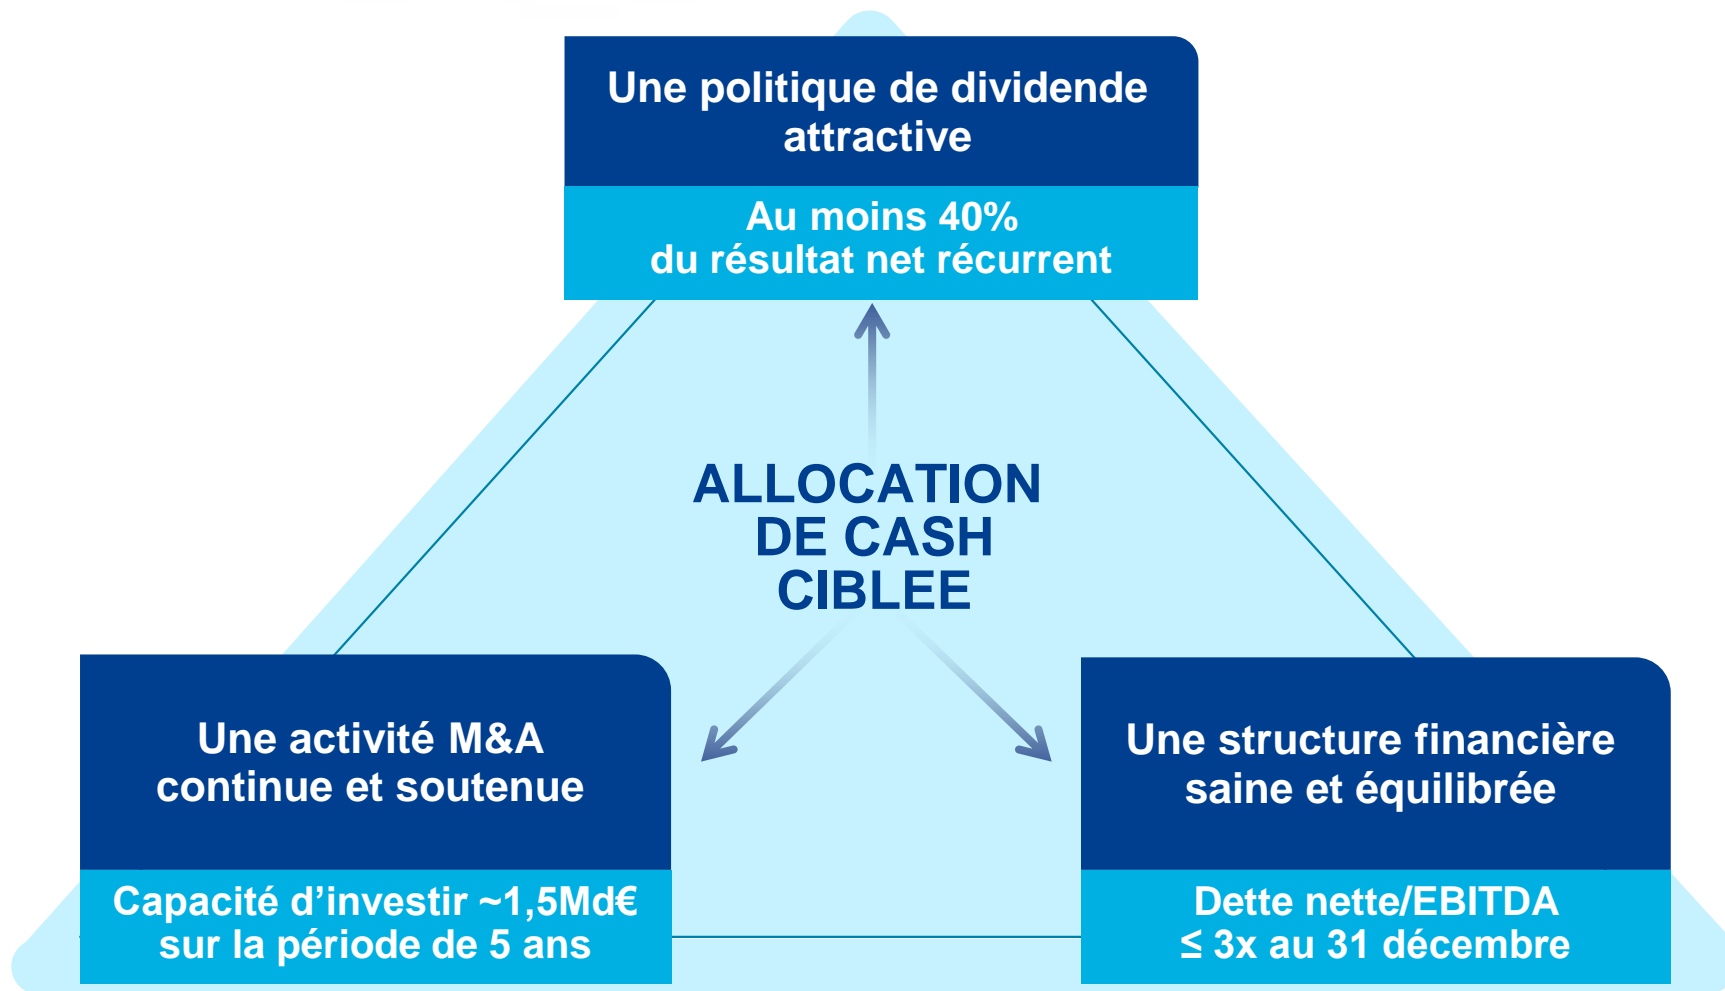 Une politique de dividende
attractive
Au moins 40%
du résultat net récurrent
ALLOCATION
DE CASH
CIBLEE
Une activité M&A
continue et soutenue
Capacité d’investir ~1,5Md€
sur la période de 5 ans
Une structure financière
saine et équilibrée
Dette nette/EBITDA
≤ 3x au 31 décembre